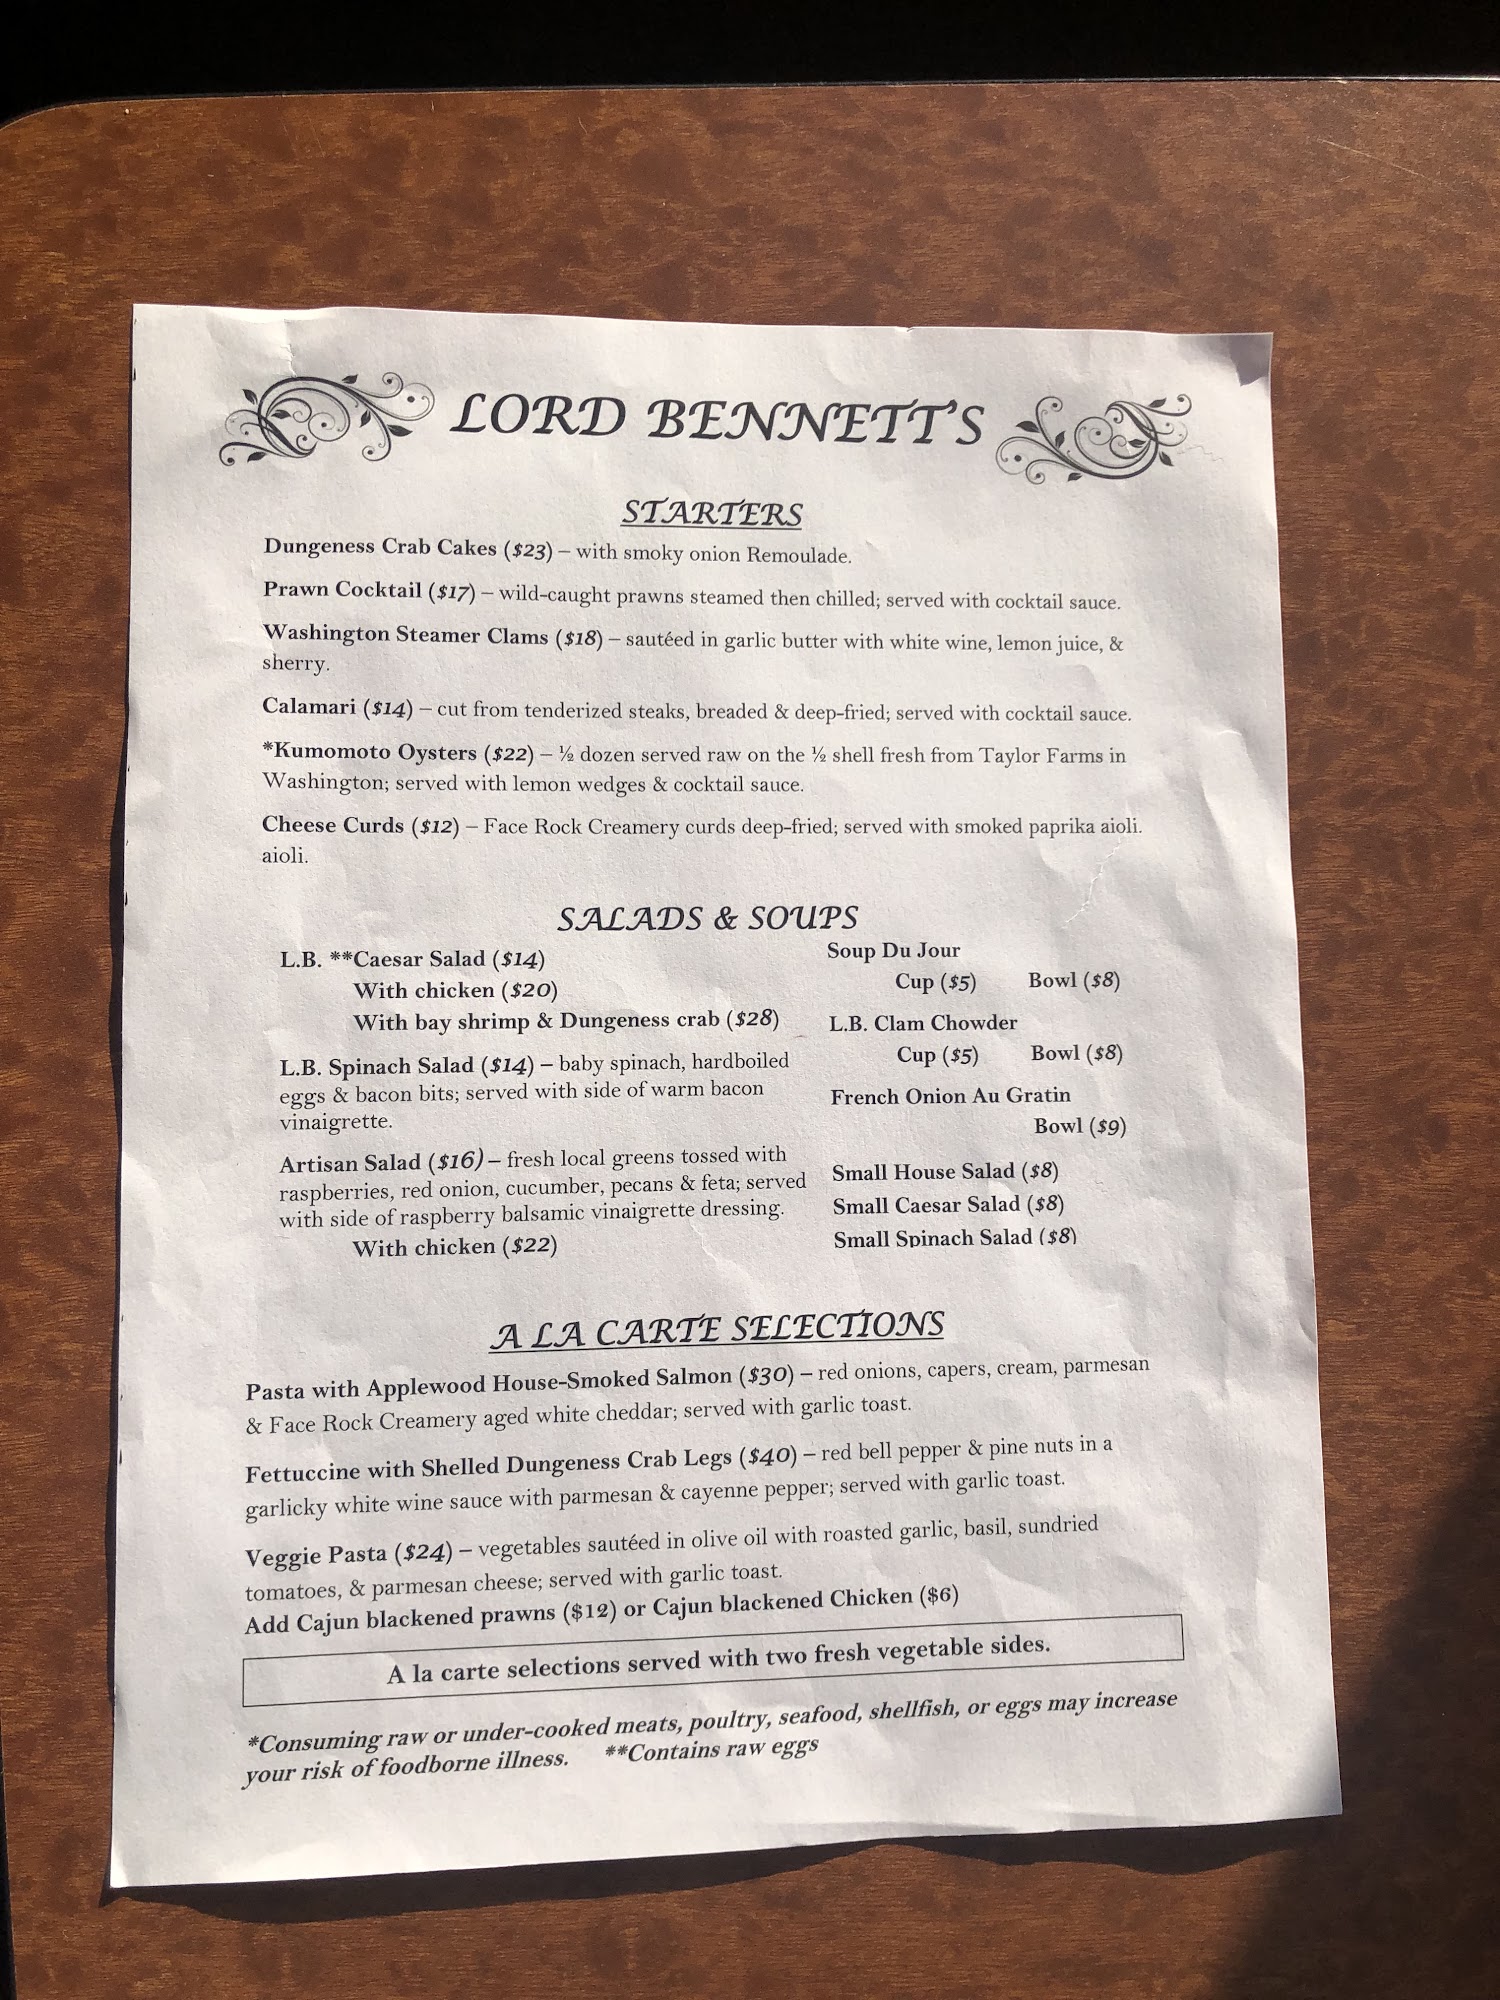 LORD BENNETT'S
STARTERS
Dungeness Crab Cakes ($23) – with smoky onion Remoulade.
Prawn Cocktail ($17) – wild-caught prawns steamed then chilled; served with cocktail sauce.
Washington Steamer Clams ($18) – sautéed in garlic butter with white wine, lemon juice, &
sherry.
Calamari ($14) – cut from tenderized steaks, breaded & deep-fried; served with cocktail sauce.
*Kumomoto Oysters ($22) – ½ dozen served raw on the ½ shell fresh from Taylor Farms in
Washington; served with lemon wedges & cocktail sauce.
Cheese Curds ($12) – Face Rock Creamery curds deep-fried; served with smoked paprika aioli.
aioli.
SALADS & SOUPS
L.B. **Caesar Salad ($14)
With chicken ($20)
With bay shrimp & Dungeness crab ($28)
L.B. Spinach Salad ($14) – baby spinach, hardboiled
eggs & bacon bits; served with side of warm bacon
vinaigrette.
Artisan Salad ($16) – fresh local greens tossed with
raspberries, red onion, cucumber, pecans & feta; served
with side of raspberry balsamic vinaigrette dressing.
With chicken ($22)
Soup Du Jour
Cup ($5) Bowl ($8)
L.B. Clam Chowder
Cup ($5) Bowl ($8)
French Onion Au Gratin
Bowl ($9)
Small House Salad ($8)
Small Caesar Salad ($8)
Small Spinach Salad ($8)
A LA CARTE SELECTIONS
Pasta with Applewood House-Smoked Salmon ($30) – red onions, capers, cream, parmesan
& Face Rock Creamery aged white cheddar; served with garlic toast.
Fettuccine with Shelled Dungeness Crab Legs ($40) – red bell pepper & pine nuts in a
garlicky white wine sauce with parmesan & cayenne pepper; served with garlic toast.
Veggie Pasta ($24) – vegetables sautéed in olive oil with roasted garlic, basil, sundried
tomatoes, & parmesan cheese; served with garlic toast.
Add Cajun blackened prawns ($12) or Cajun blackened Chicken ($6)
A la carte selections served with two fresh vegetable sides.
*Consuming raw or under-cooked meats, poultry, seafood, shellfish, or eggs may increase
your risk of foodborne illness. **Contains raw eggs